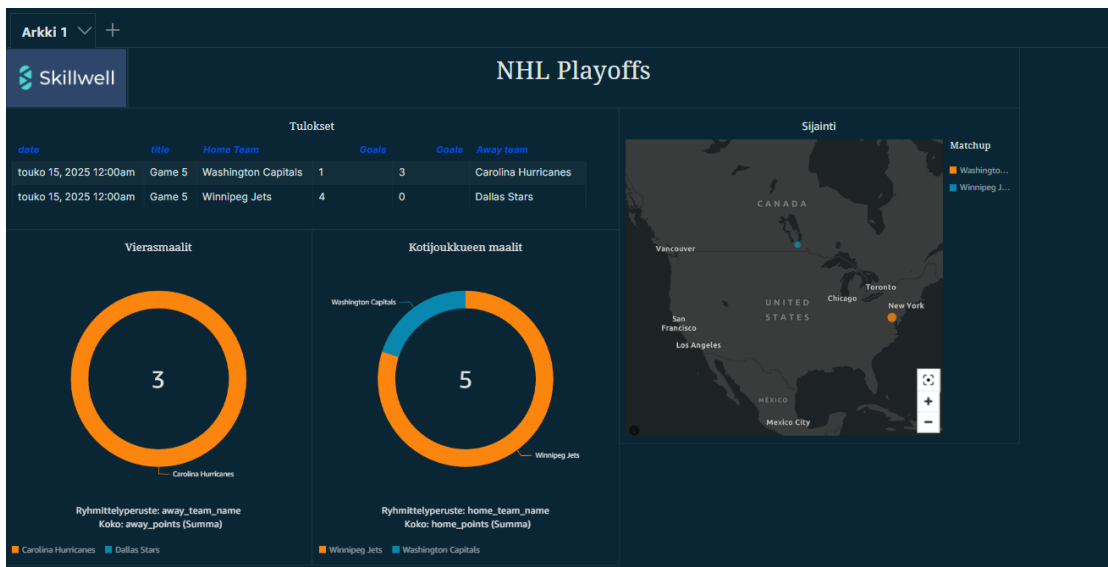 Arkki 1
Skillwell
NHL Playoffs
Tulokset
date title Home Team Goals Goals Away team
touko 15, 2025 12:00am Game 5 Washington Capitals 1 3 Carolina Hurricanes
touko 15, 2025 12:00am Game 5 Winnipeg Jets 4 0 Dallas Stars
Sijainti
Matchup
Washingto...
Winnipeg J...
CANADA
Vancouver
Toronto
Chicago
New York
UNITED
STATES
San
Francisco
Los Angeles
MÉXICO
Mexico City
Vierasmaalit
3
Carolina Hurricanes
Ryhmittelyperuste: away_team_name
Koko: away_points (Summa)
Carolina Hurricanes Dallas Stars
Kotijoukkueen maalit
Washington Capitals
5
Winnipeg Jets
Ryhmittelyperuste: home_team_name
Koko: home_points (Summa)
Winnipeg Jets Washington Capitals